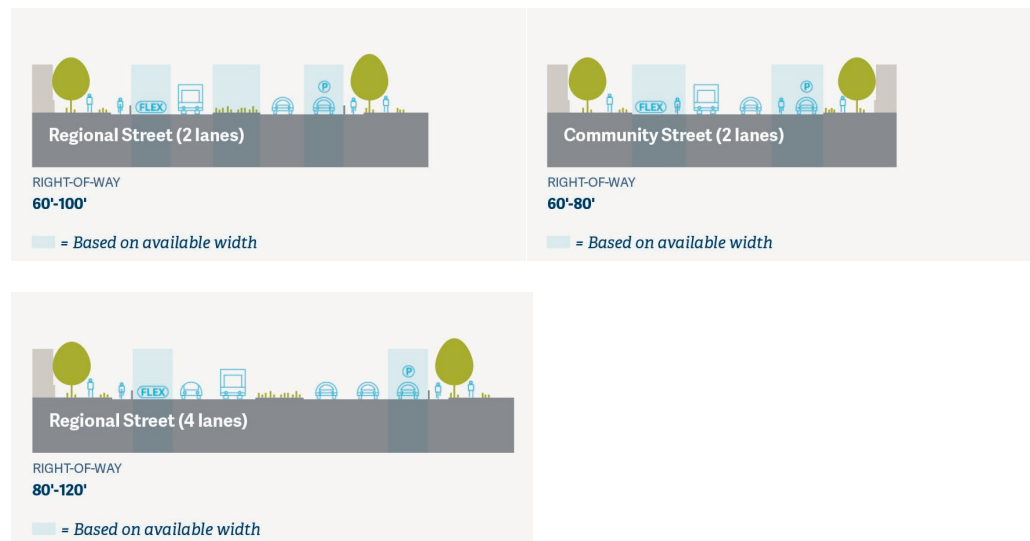 FLEX
P
Regional Street (2 lanes)
RIGHT-OF-WAY
60'-100'
= Based on available width
FLEX
P
Community Street (2 lanes)
RIGHT-OF-WAY
60'-80'
= Based on available width
P
FLEX
Regional Street (4 lanes)
RIGHT-OF-WAY
80'-120'
= Based on available width